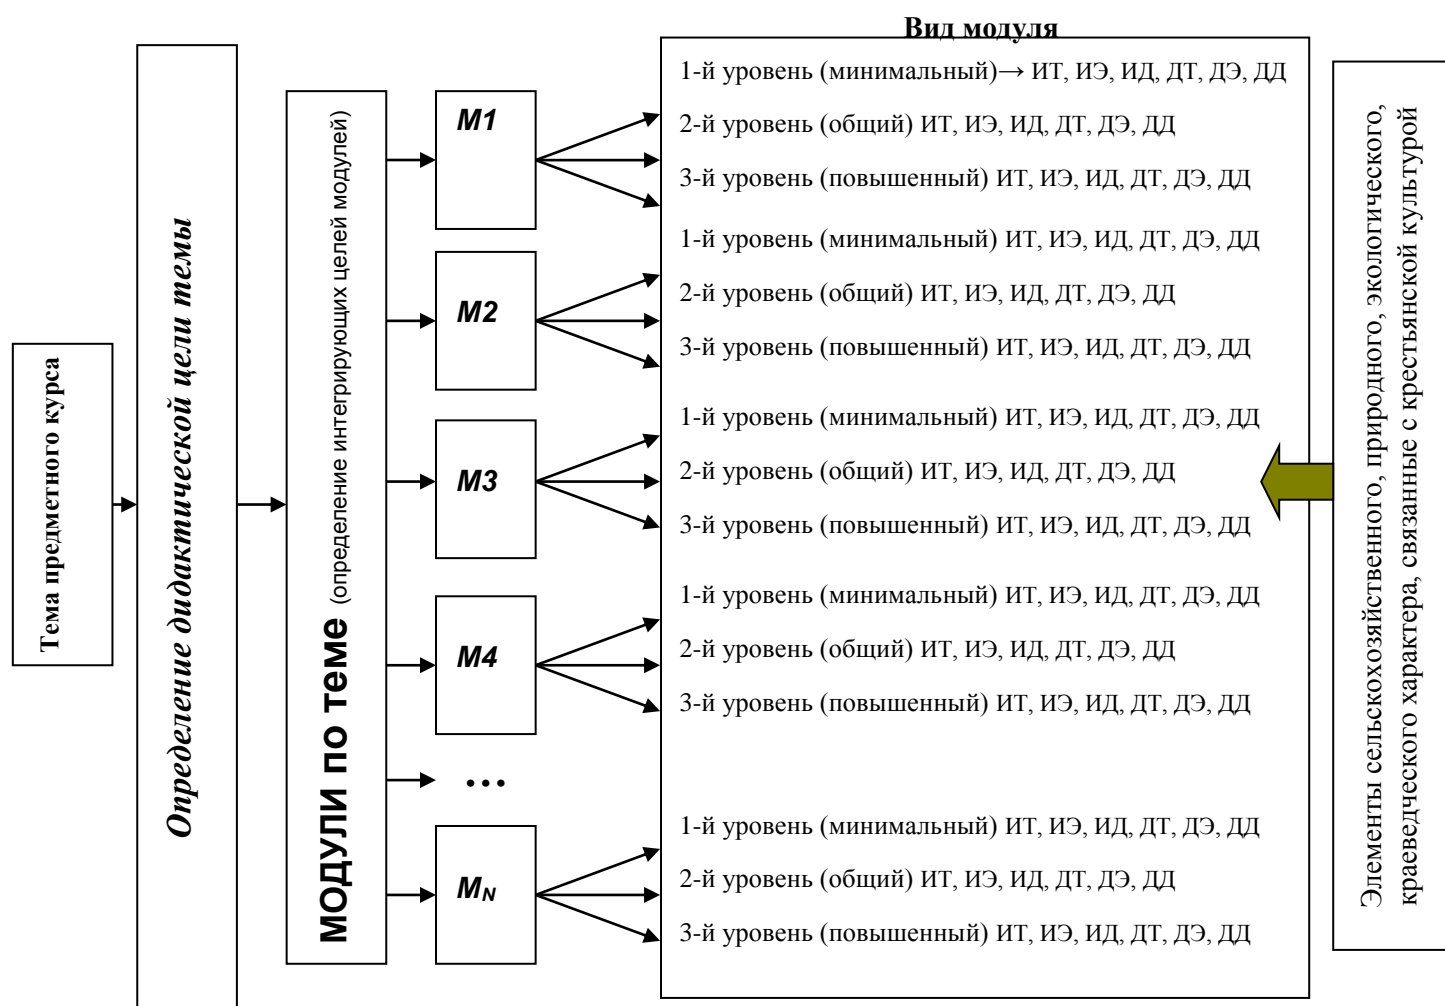 Вид модуля
Тема предметного курса
Определение дидактической цели темы
МОДУЛИ по теме (определение интегрирующих целей модулей)
М1
1-й уровень (минимальный)→ ИТ, ИЭ, ИД, ДТ, ДЭ, ДД
2-й уровень (общий) ИТ, ИЭ, ИД, ДТ, ДЭ, ДД
3-й уровень (повышенный) ИТ, ИЭ, ИД, ДТ, ДЭ, ДД
М2
1-й уровень (минимальный) ИТ, ИЭ, ИД, ДТ, ДЭ, ДД
2-й уровень (общий) ИТ, ИЭ, ИД, ДТ, ДЭ, ДД
3-й уровень (повышенный) ИТ, ИЭ, ИД, ДТ, ДЭ, ДД
М3
1-й уровень (минимальный) ИТ, ИЭ, ИД, ДТ, ДЭ, ДД
2-й уровень (общий) ИТ, ИЭ, ИД, ДТ, ДЭ, ДД
3-й уровень (повышенный) ИТ, ИЭ, ИД, ДТ, ДЭ, ДД
М4
1-й уровень (минимальный) ИТ, ИЭ, ИД, ДТ, ДЭ, ДД
2-й уровень (общий) ИТ, ИЭ, ИД, ДТ, ДЭ, ДД
3-й уровень (повышенный) ИТ, ИЭ, ИД, ДТ, ДЭ, ДД
...
МN
1-й уровень (минимальный) ИТ, ИЭ, ИД, ДТ, ДЭ, ДД
2-й уровень (общий) ИТ, ИЭ, ИД, ДТ, ДЭ, ДД
3-й уровень (повышенный) ИТ, ИЭ, ИД, ДТ, ДЭ, ДД
Элементы сельскохозяйственного, природного, экологического,
краеведческого характера, связанные с крестьянской культурой